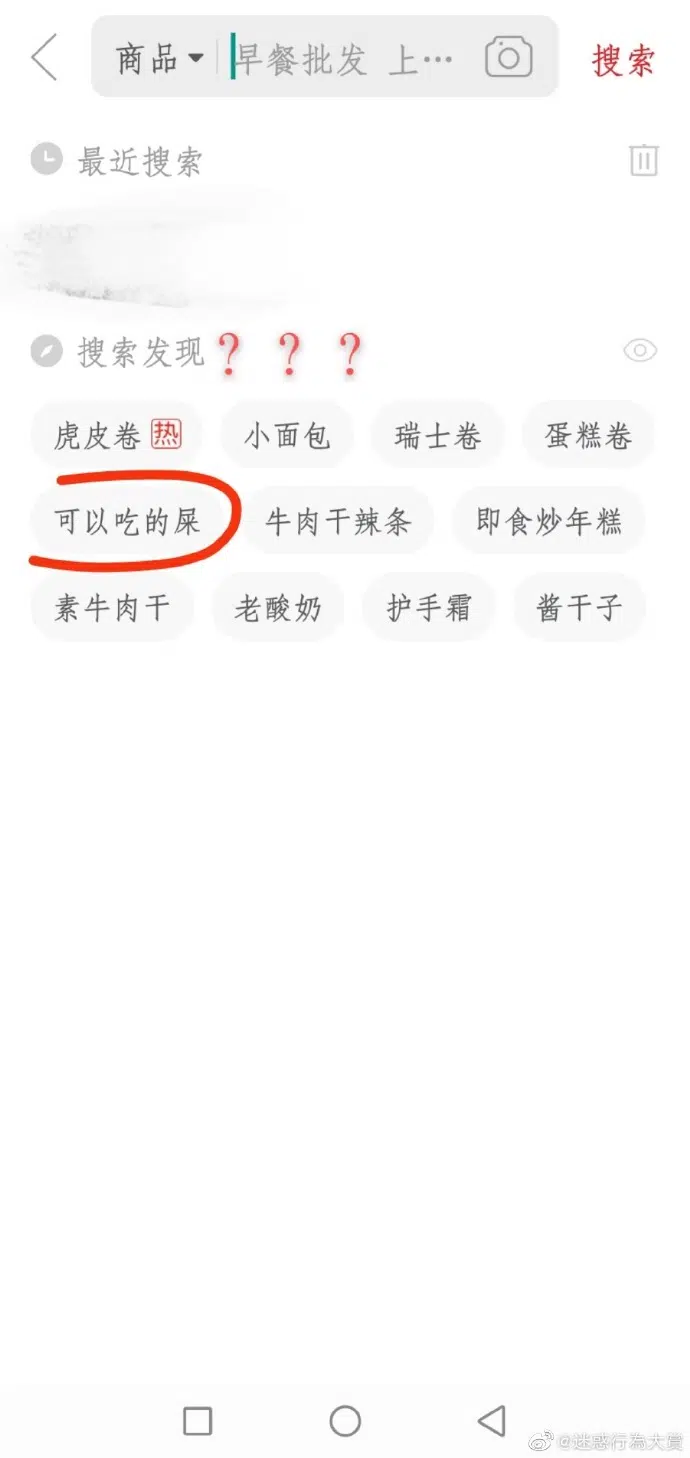 商品 早餐批发 上…
搜索
最近搜索
搜索发现❓ ❓ ❓
虎皮卷 热 小面包 瑞士卷 蛋糕卷
可以吃的屎 牛肉干辣条 即食炒年糕
素牛肉干 老酸奶 护手霜 酱干子
@迷惑行為大賞